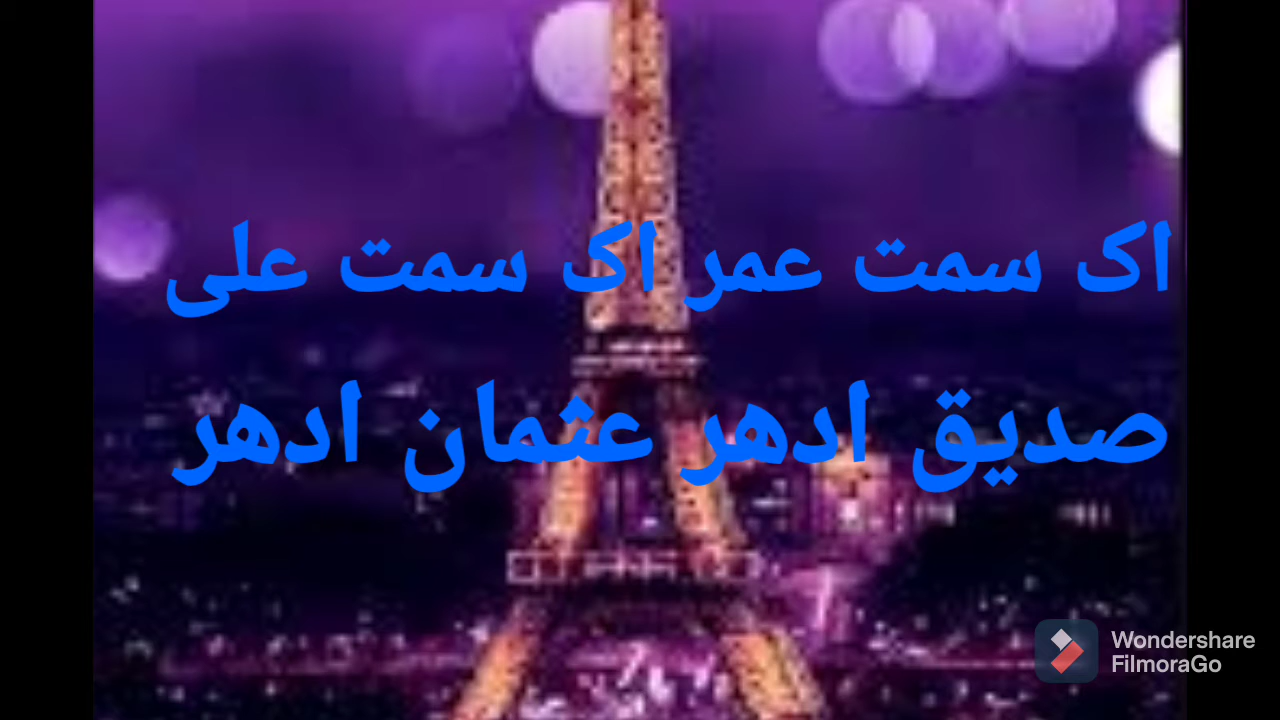 اک سمت عمر اک سمت علی
صدیق ادھر عثمان ادھر
Wondershare
FilmoraGo